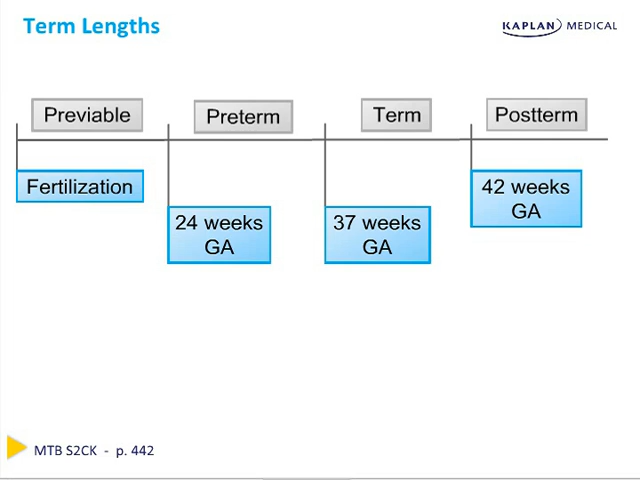 Term Lengths
KAPLAN MEDICAL
Previable
Preterm
Term
Postterm
Fertilization
24 weeks
GA
37 weeks
GA
42 weeks
GA
MTB S2CK - p. 442